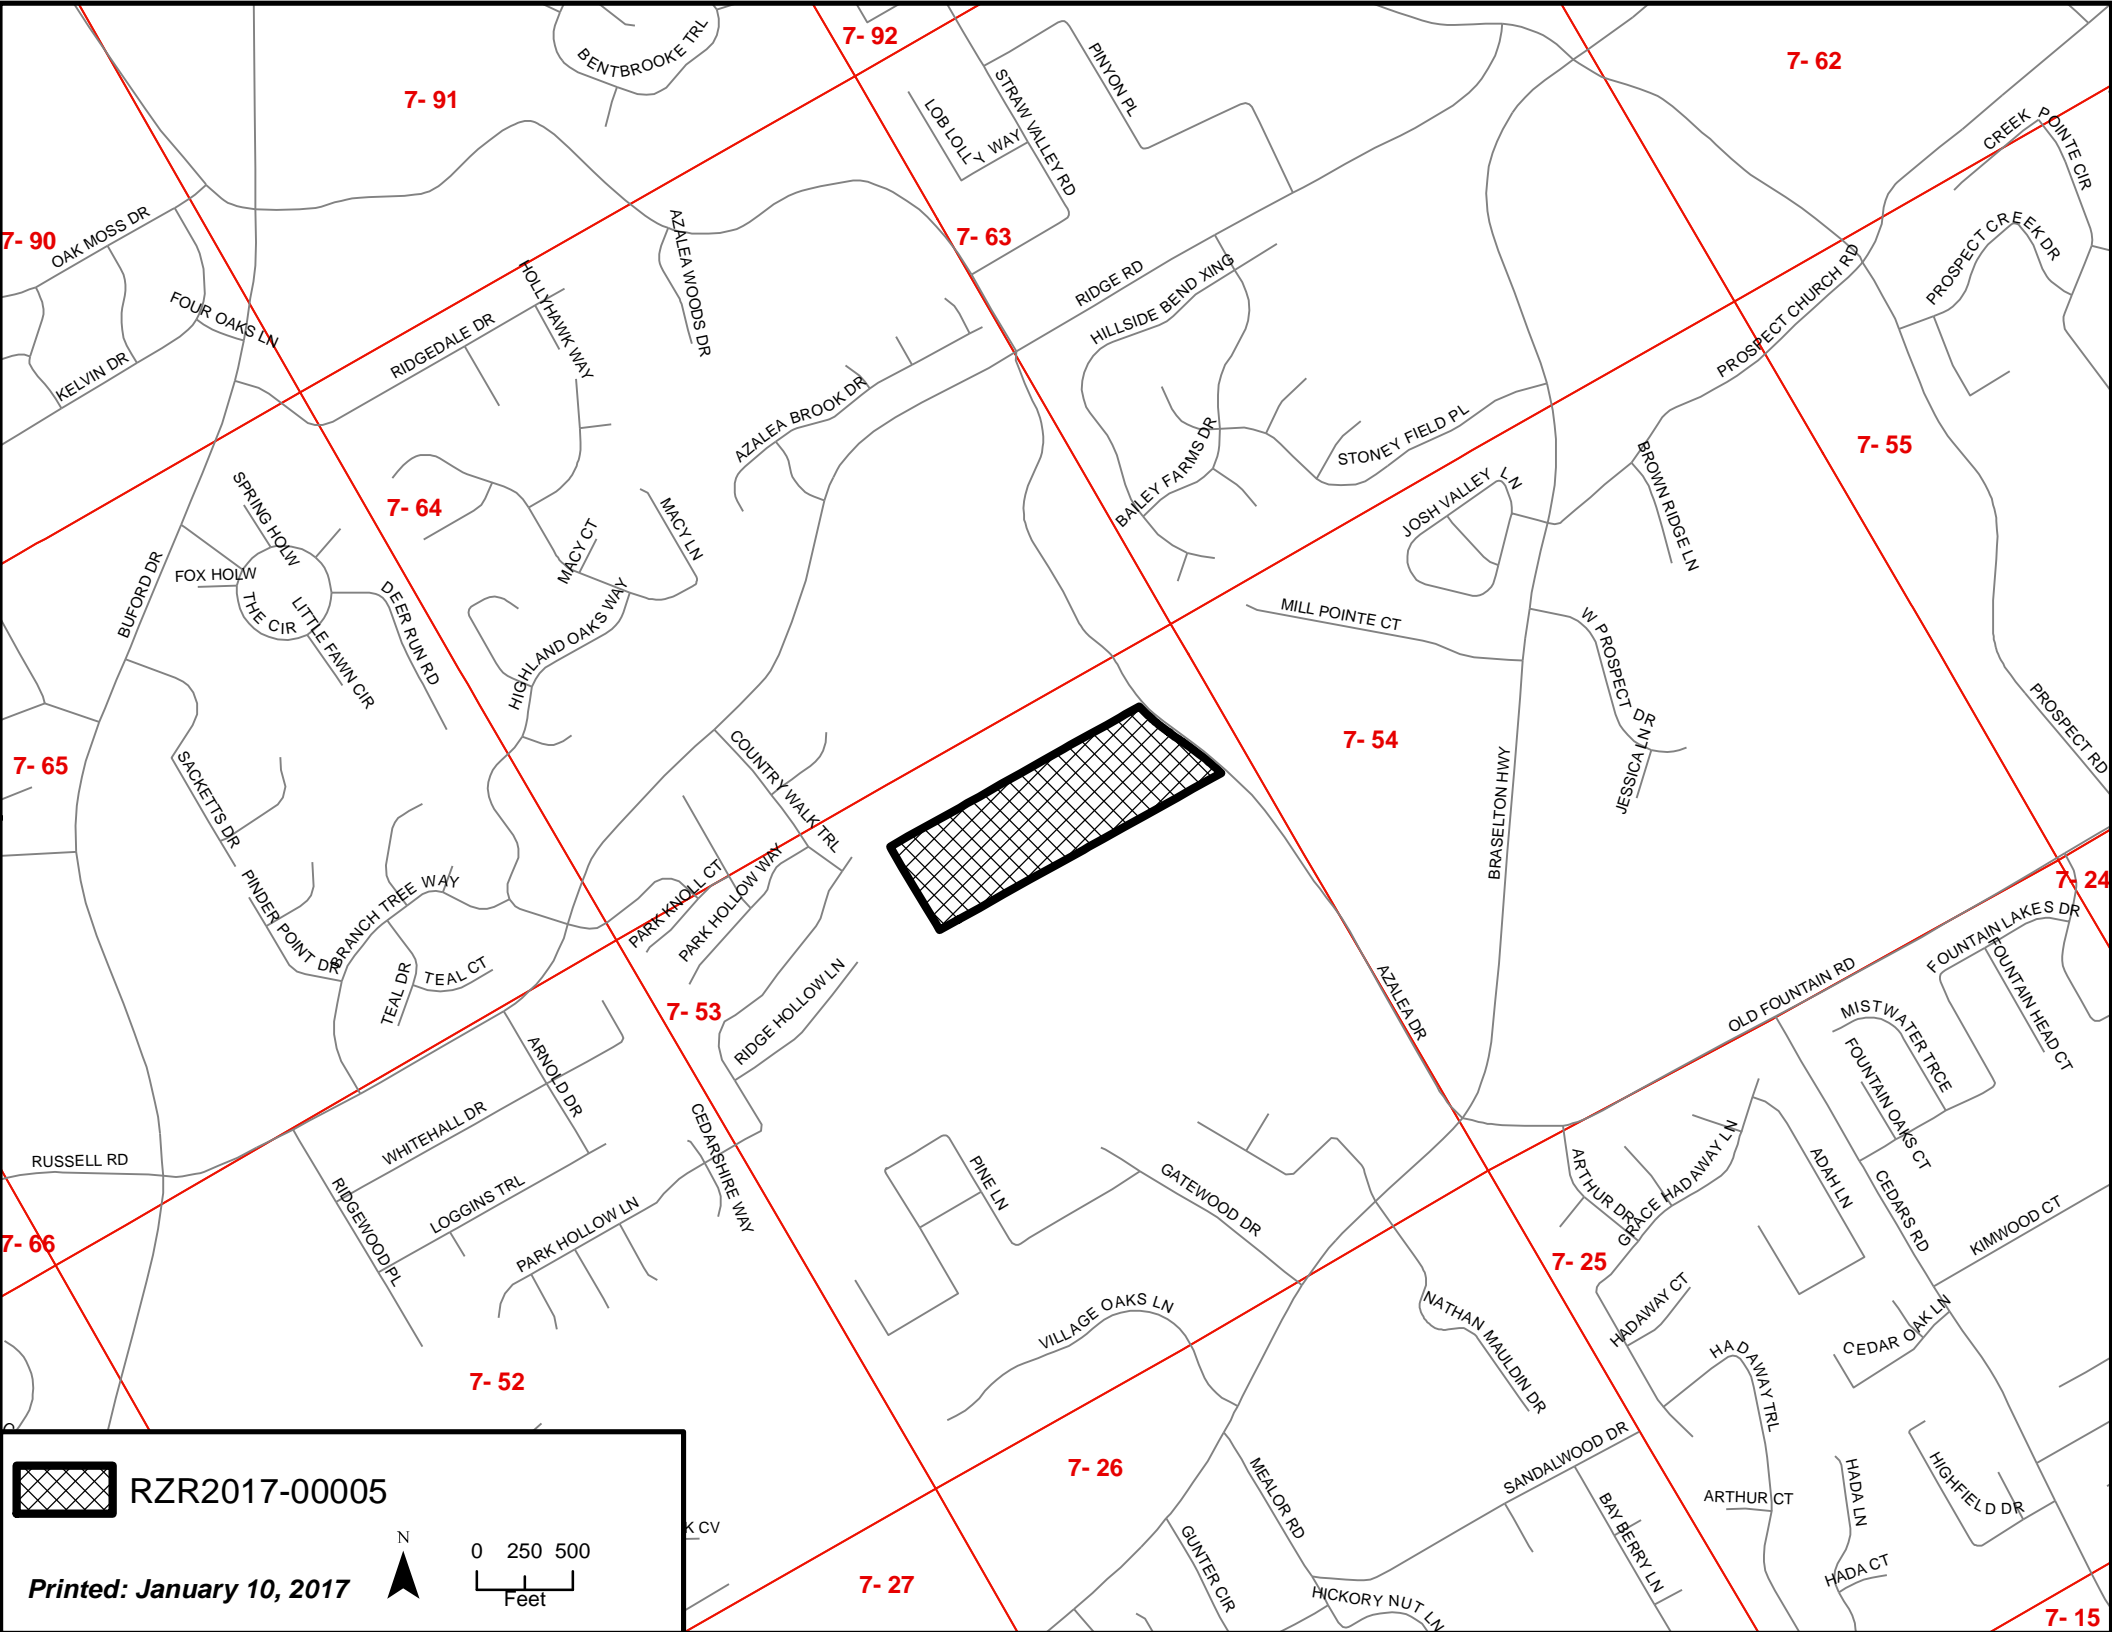 BENTBROOKE TRL
7- 92
PINYON PL
7- 62
7- 91
LOB LOLLY WAY
STRAW VALLEY RD
CREEK POINTE CIR
7- 90
OAK MOSS DR
AZALEA WOODS DR
7- 63
PROSPECT CREEK DR
HOLLYHAWK WAY
RIDGE RD
HILLSIDE BEND XING
PROSPECT CHURCH RD
FOUR OAKS LN
RIDGEDALE DR
KELVIN DR
AZALEA BROOK DR
STONEY FIELD PL
7- 55
BROWN RIDGE LN
SPRING HOLW
7- 64
MACY LN
BAILEY FARMS DR
JOSH VALLEY LN
MACY CT
BUFORD DR
FOX HOLW
THE CIR
LITTLE FAWN CIR
DEER RUN RD
HIGHLAND OAKS WAY
MILL POINTE CT
W PROSPECT DR
PROSPECT RD
7- 65
SACKETTS DR
COUNTRY WALK TRL
7- 54
BRASELTON HWY
JESSICA LN
PINDER POINT DR
BRANCH TREE WAY
PARK KNOLL CT
PARK HOLLOW WAY
7- 24
FOUNTAIN LAKES DR
TEAL DR
TEAL CT
RIDGE HOLLOW LN
AZALEA DR
OLD FOUNTAIN RD
FOUNTAIN HEAD CT
7- 53
MISTWATER TRCE
FOUNTAIN OAKS CT
ARNOLD DR
WHITEHALL DR
CEDARSHIRE WAY
RUSSELL RD
RIDGEWOOD PL
LOGGINS TRL
PARK HOLLOW LN
PINE LN
GATEWOOD DR
ARTHUR DR
GRACE HADAWAY LN
ADAH LN
CEDARS RD
KIMWOOD CT
7- 66
7- 25
VILLAGE OAKS LN
NATHAN MAULDIN DR
HADAWAY CT
HADAWAY TRL
CEDAR OAK LN
7- 52
7- 26
MEALOR RD
SANDALWOOD DR
BAY BERRY LN
ARTHUR CT
HADA LN
HIGHFIELD DR
RZR2017-00005
K CV
GUNTER CIR
N
0 250 500
Feet
Printed: January 10, 2017
7- 27
HICKORY NUT LN
HADA CT
7- 15